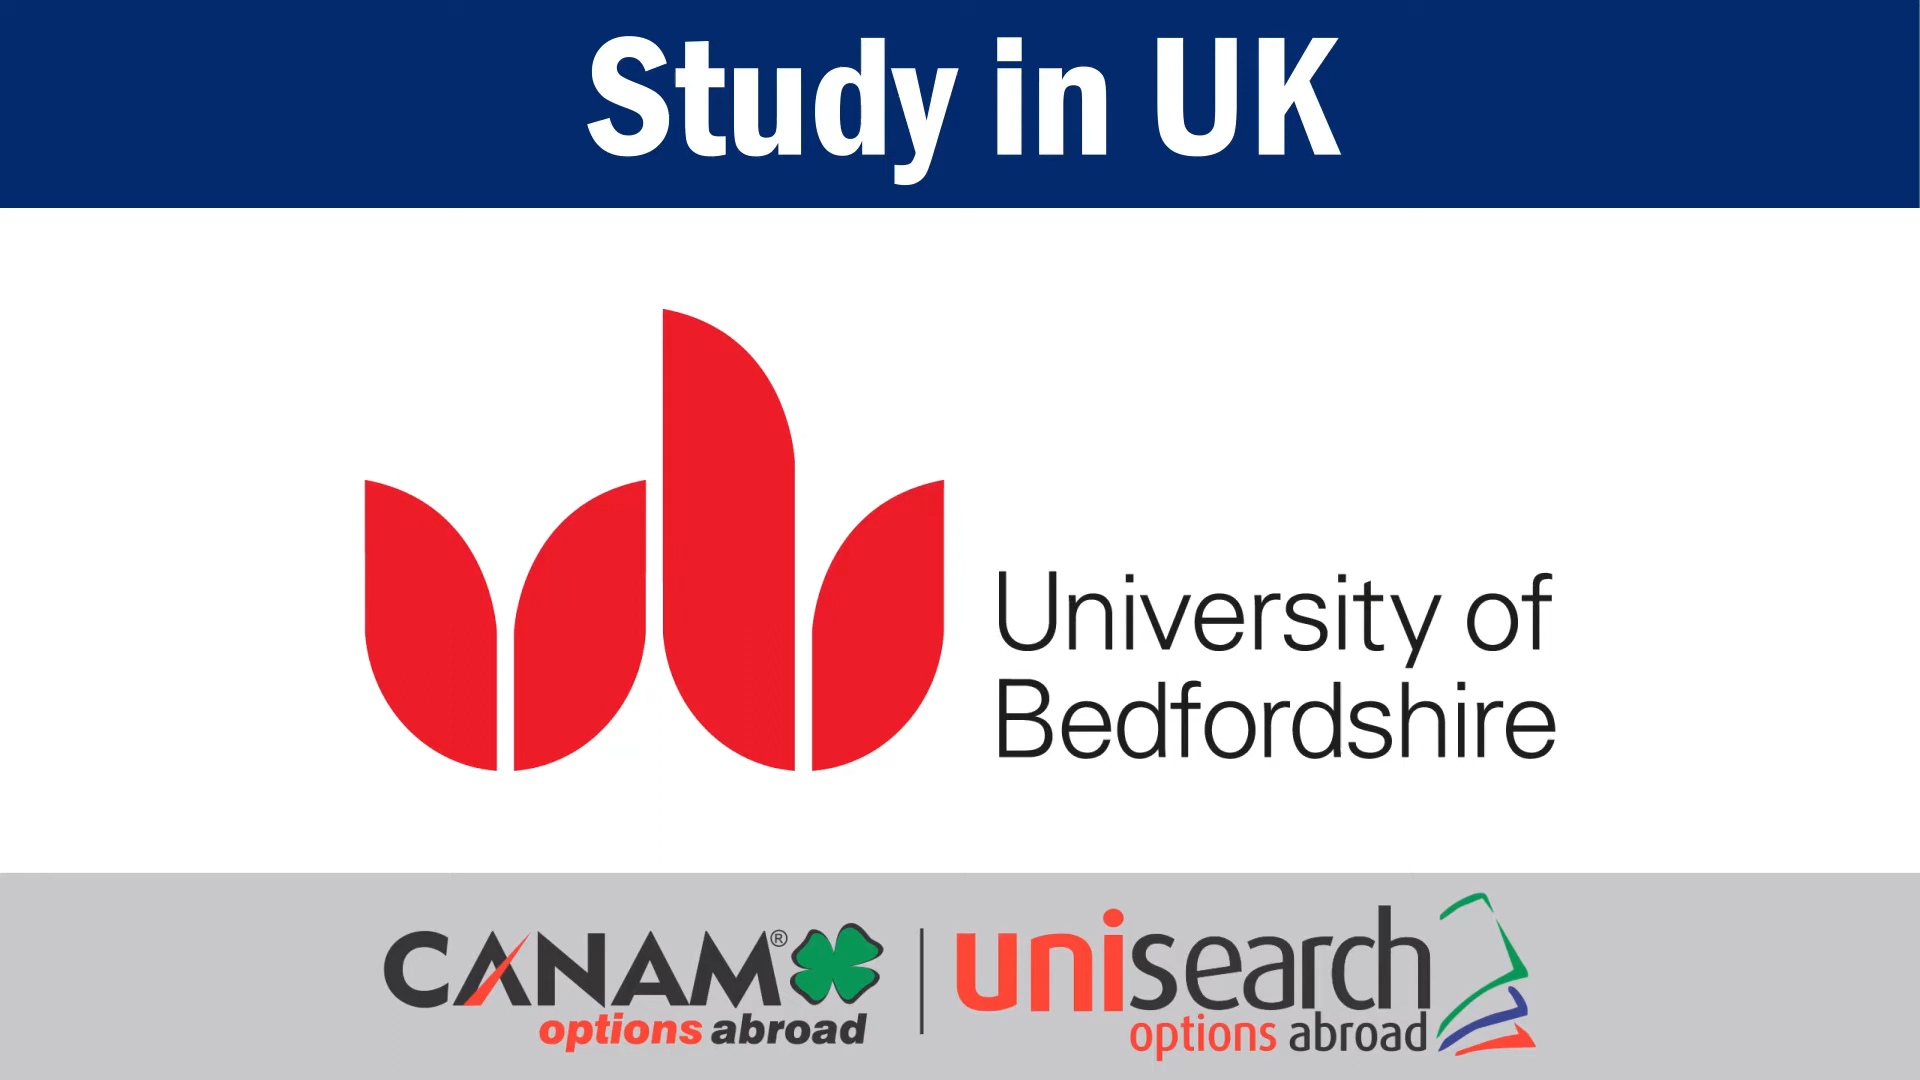 Study in UK
University of
Bedfordshire
CANAM®
options abroad
unisearch
options abroad